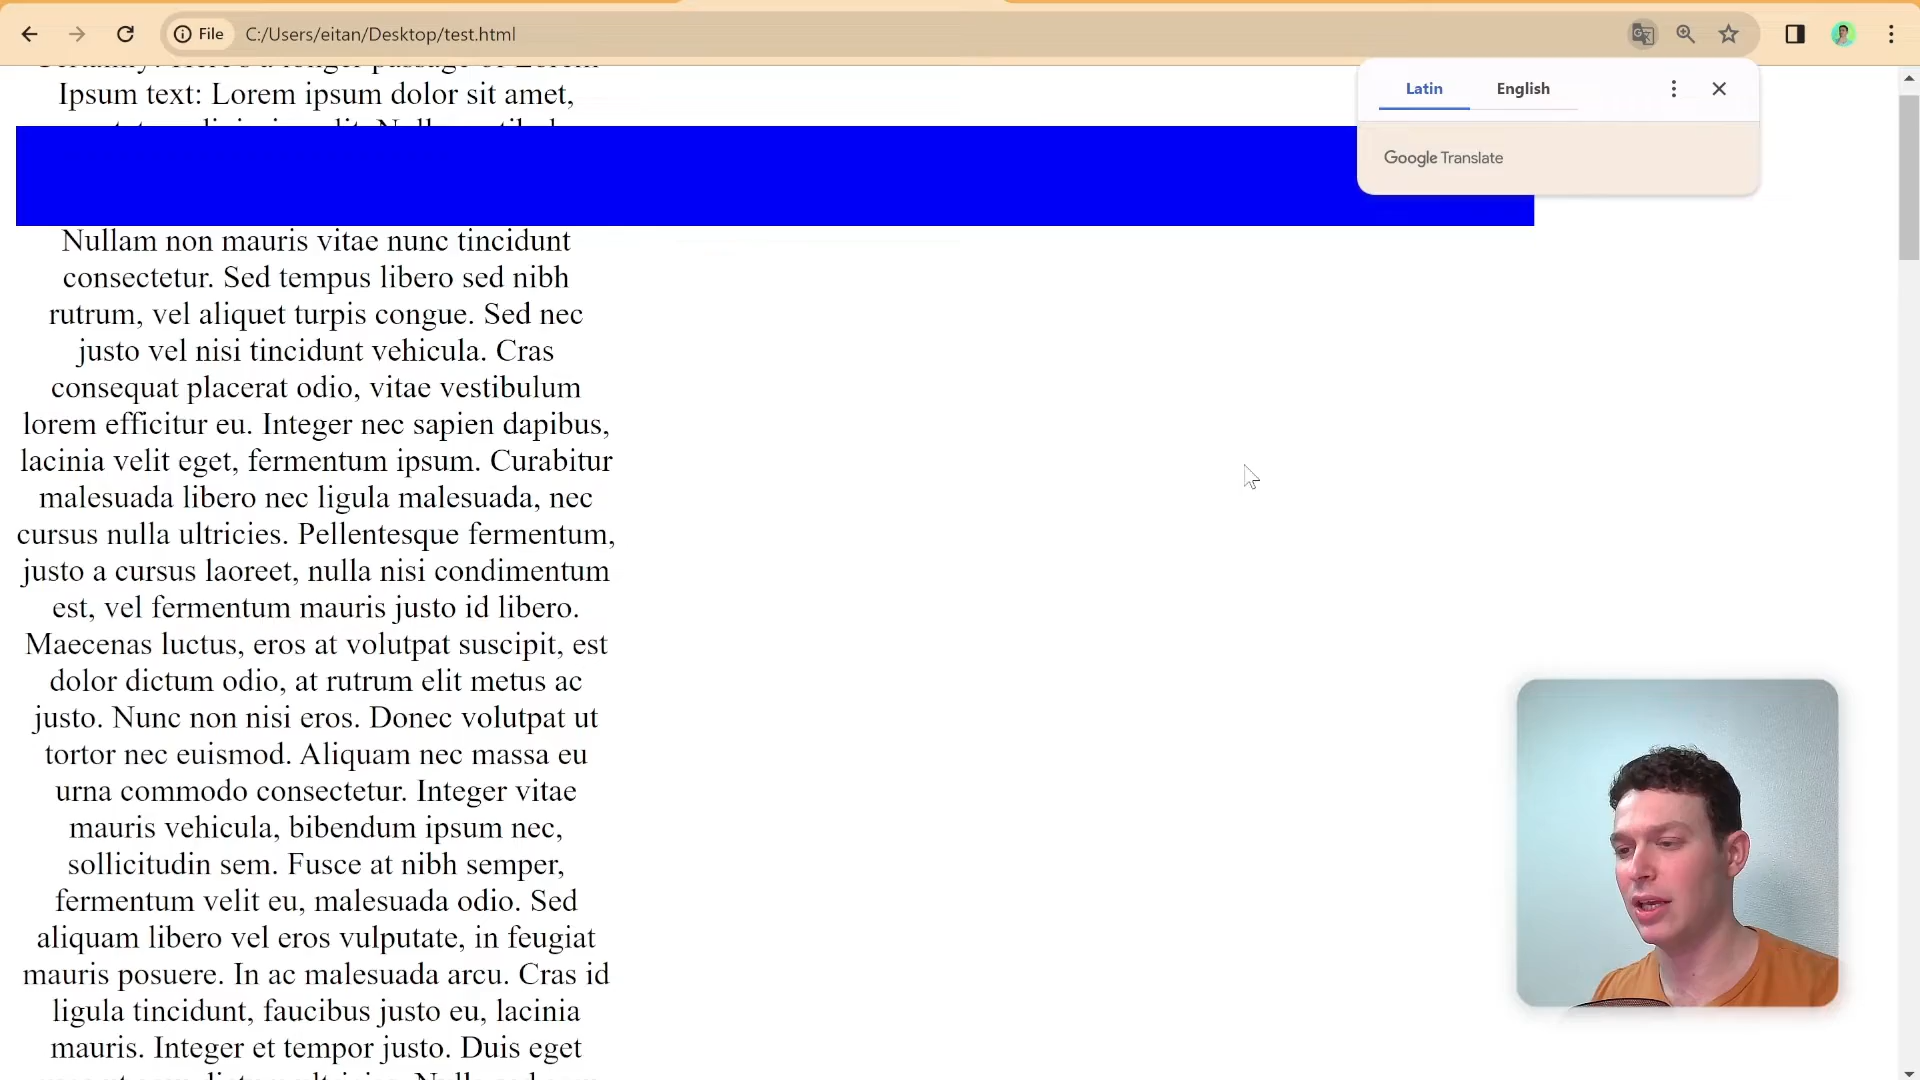 File
C:/Users/eitan/Desktop/test.html
Latin English
Google Translate
Ipsum text: Lorem ipsum dolor sit amet,
Nullam non mauris vitae nunc tincidunt
consectetur. Sed tempus libero sed nibh
rutrum, vel aliquet turpis congue. Sed nec
justo vel nisi tincidunt vehicula. Cras
consequat placerat odio, vitae vestibulum
lorem efficitur eu. Integer nec sapien dapibus,
lacinia velit eget, fermentum ipsum. Curabitur
malesuada libero nec ligula malesuada, nec
cursus nulla ultricies. Pellentesque fermentum,
justo a cursus laoreet, nulla nisi condimentum
est, vel fermentum mauris justo id libero.
Maecenas luctus, eros at volutpat suscipit, est
dolor dictum odio, at rutrum elit metus ac
justo. Nunc non nisi eros. Donec volutpat ut
tortor nec euismod. Aliquam nec massa eu
urna commodo consectetur. Integer vitae
mauris vehicula, bibendum ipsum nec,
sollicitudin sem. Fusce at nibh semper,
fermentum velit eu, malesuada odio. Sed
aliquam libero vel eros vulputate, in feugiat
mauris posuere. In ac malesuada arcu. Cras id
ligula tincidunt, faucibus justo eu, lacinia
mauris. Integer et tempor justo. Duis eget